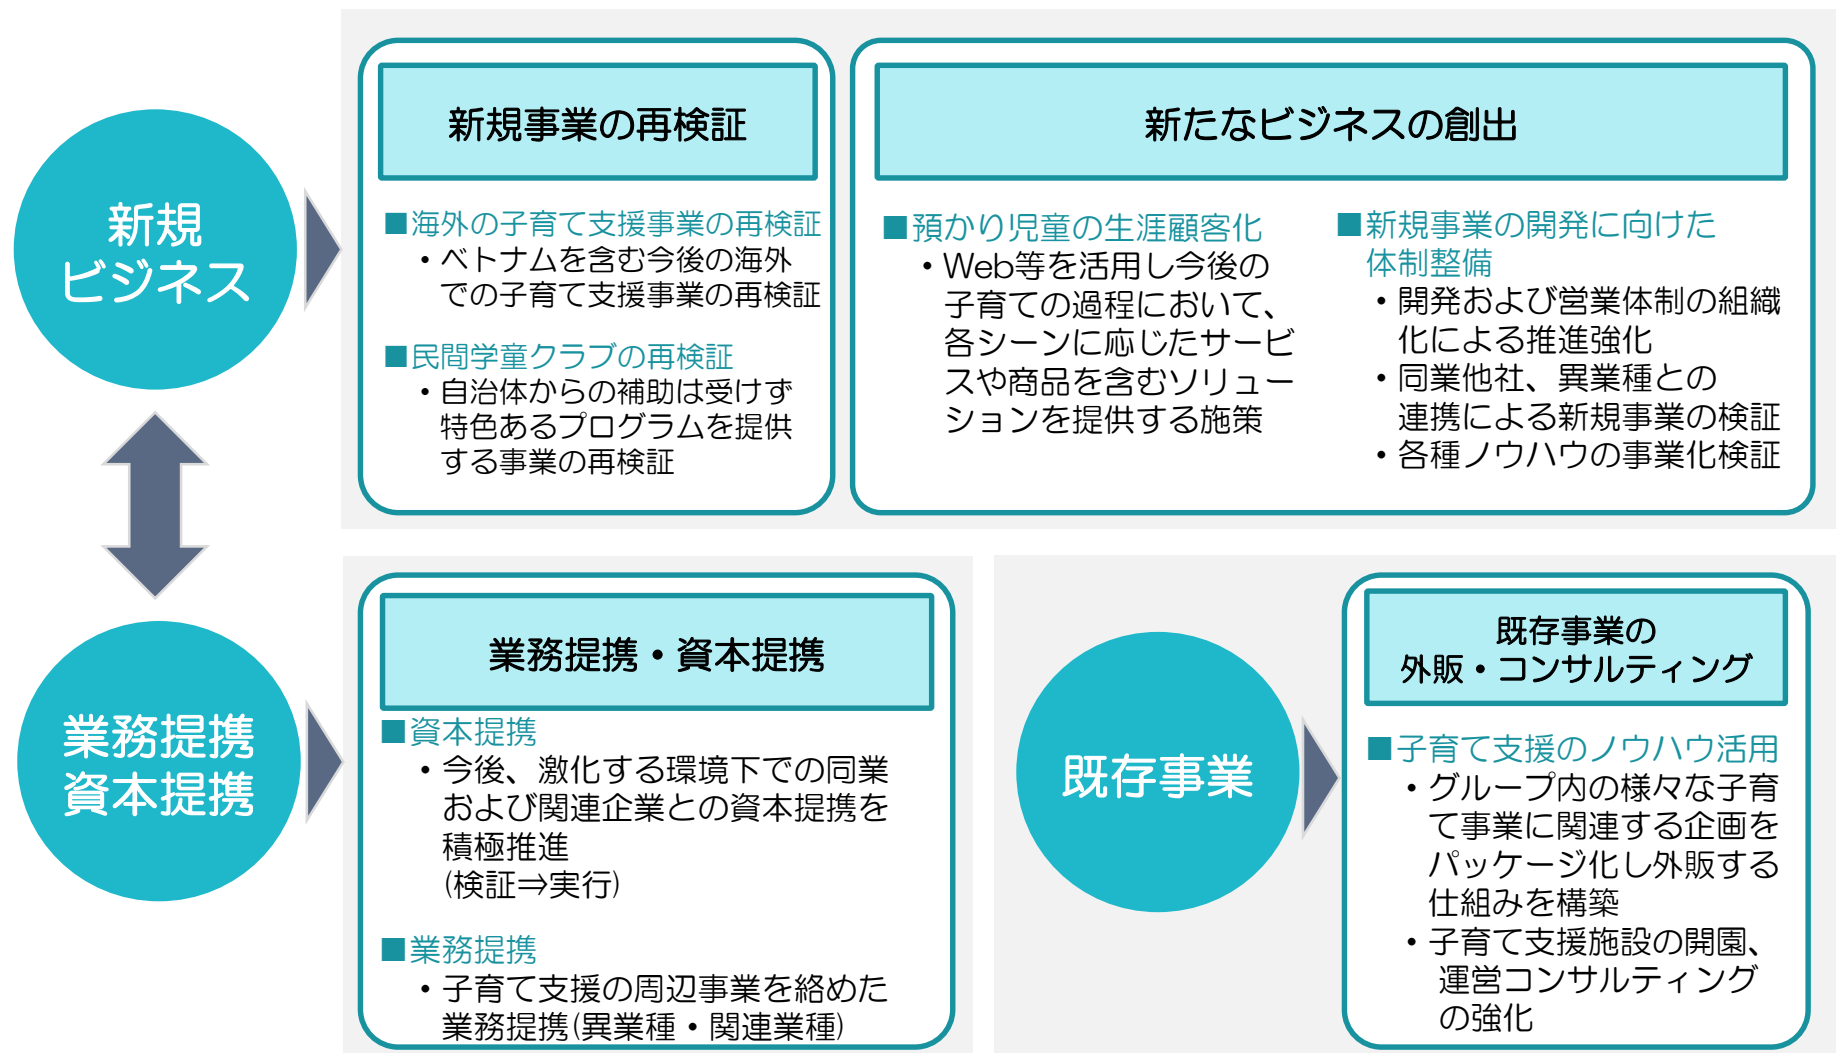 新規
ビジネス
新規事業の再検証
■海外の子育て支援事業の再検証
・ベトナムを含む今後の海外
での子育て支援事業の再検証
■民間学童クラブの再検証
・自治体からの補助は受けず
特色あるプログラムを提供
する事業の再検証
新たなビジネスの創出
■預かり児童の生涯顧客化
・Web等を活用し今後の
子育ての過程において、
各シーンに応じたサービ
スや商品を含むソリュー
ションを提供する施策
■新規事業の開発に向けた
体制整備
・開発および営業体制の組織
化による推進強化
・同業他社、異業種との
連携による新規事業の検証
・各種ノウハウの事業化検証
業務提携
資本提携
業務提携・資本提携
■資本提携
・今後、激化する環境下での同業
および関連企業との資本提携を
積極推進
(検証⇒実行)
■業務提携
・子育て支援の周辺事業を絡めた
業務提携(異業種・関連業種)
既存事業
既存事業の
外販・コンサルティング
■子育て支援のノウハウ活用
・グループ内の様々な子育
て事業に関連する企画を
パッケージ化し外販する
仕組みを構築
・子育て支援施設の開園、
運営コンサルティング
の強化